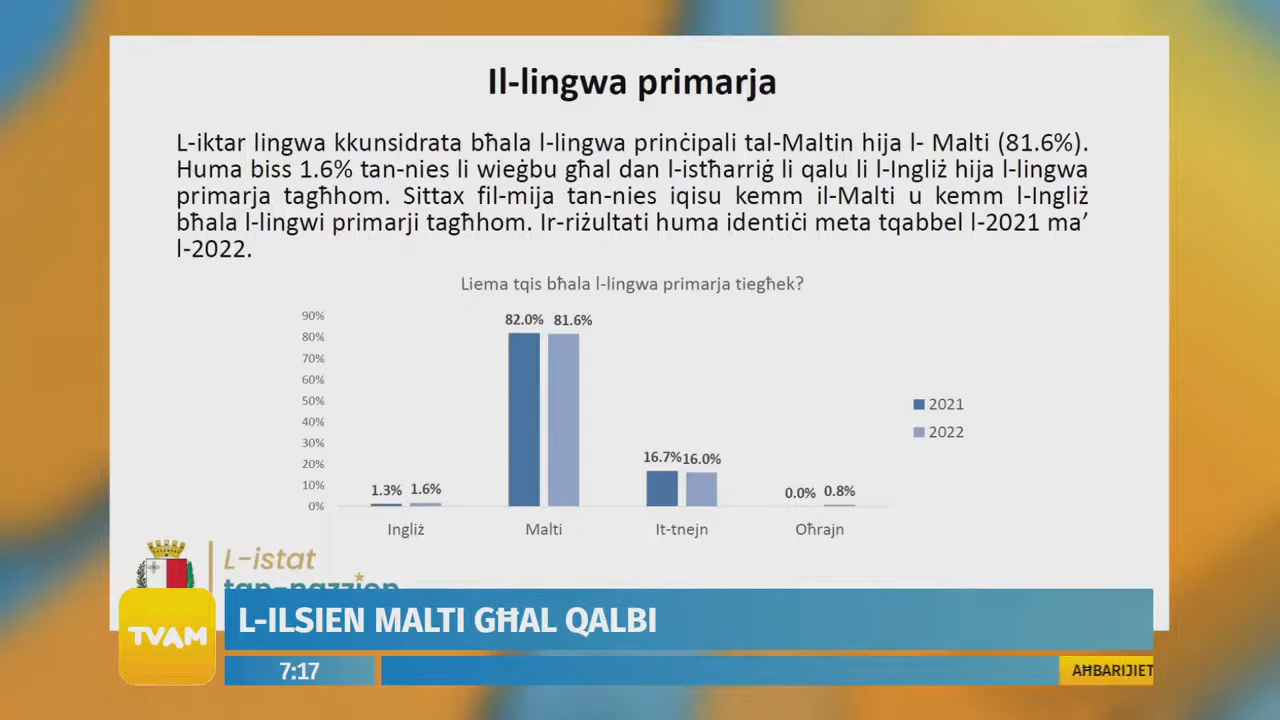 Il-lingwa primarja
L-iktar lingwa kkunsidrata bħala l-lingwa prinċipali tal-Maltin hija l- Malti (81.6%).
Huma biss 1.6% tan-nies li wieġbu għal dan l-istħarriġ li qalu li l-Ingliż hija l-lingwa
primarja tagħhom. Sittax fil-mija tan-nies iqisu kemm il-Malti u kemm l-Ingliż
bħala l-lingwi primarji tagħhom. Ir-riżultati huma identiċi meta tqabbel l-2021 ma’
l-2022.
Liema tqis bħala l-lingwa primarja tiegħek?
90%
80%
70%
60%
50%
40%
30%
20%
10%
0%
1.3% 1.6%
82.0% 81.6%
16.7% 16.0%
0.0% 0.8%
Ingliż Malti It-tnejn Oħrajn
2021
2022
L-istat
tan-nazzjon
TVAM
L-ILSIEN MALTI GĦAL QALBI
7:17
AĦBARIJIET